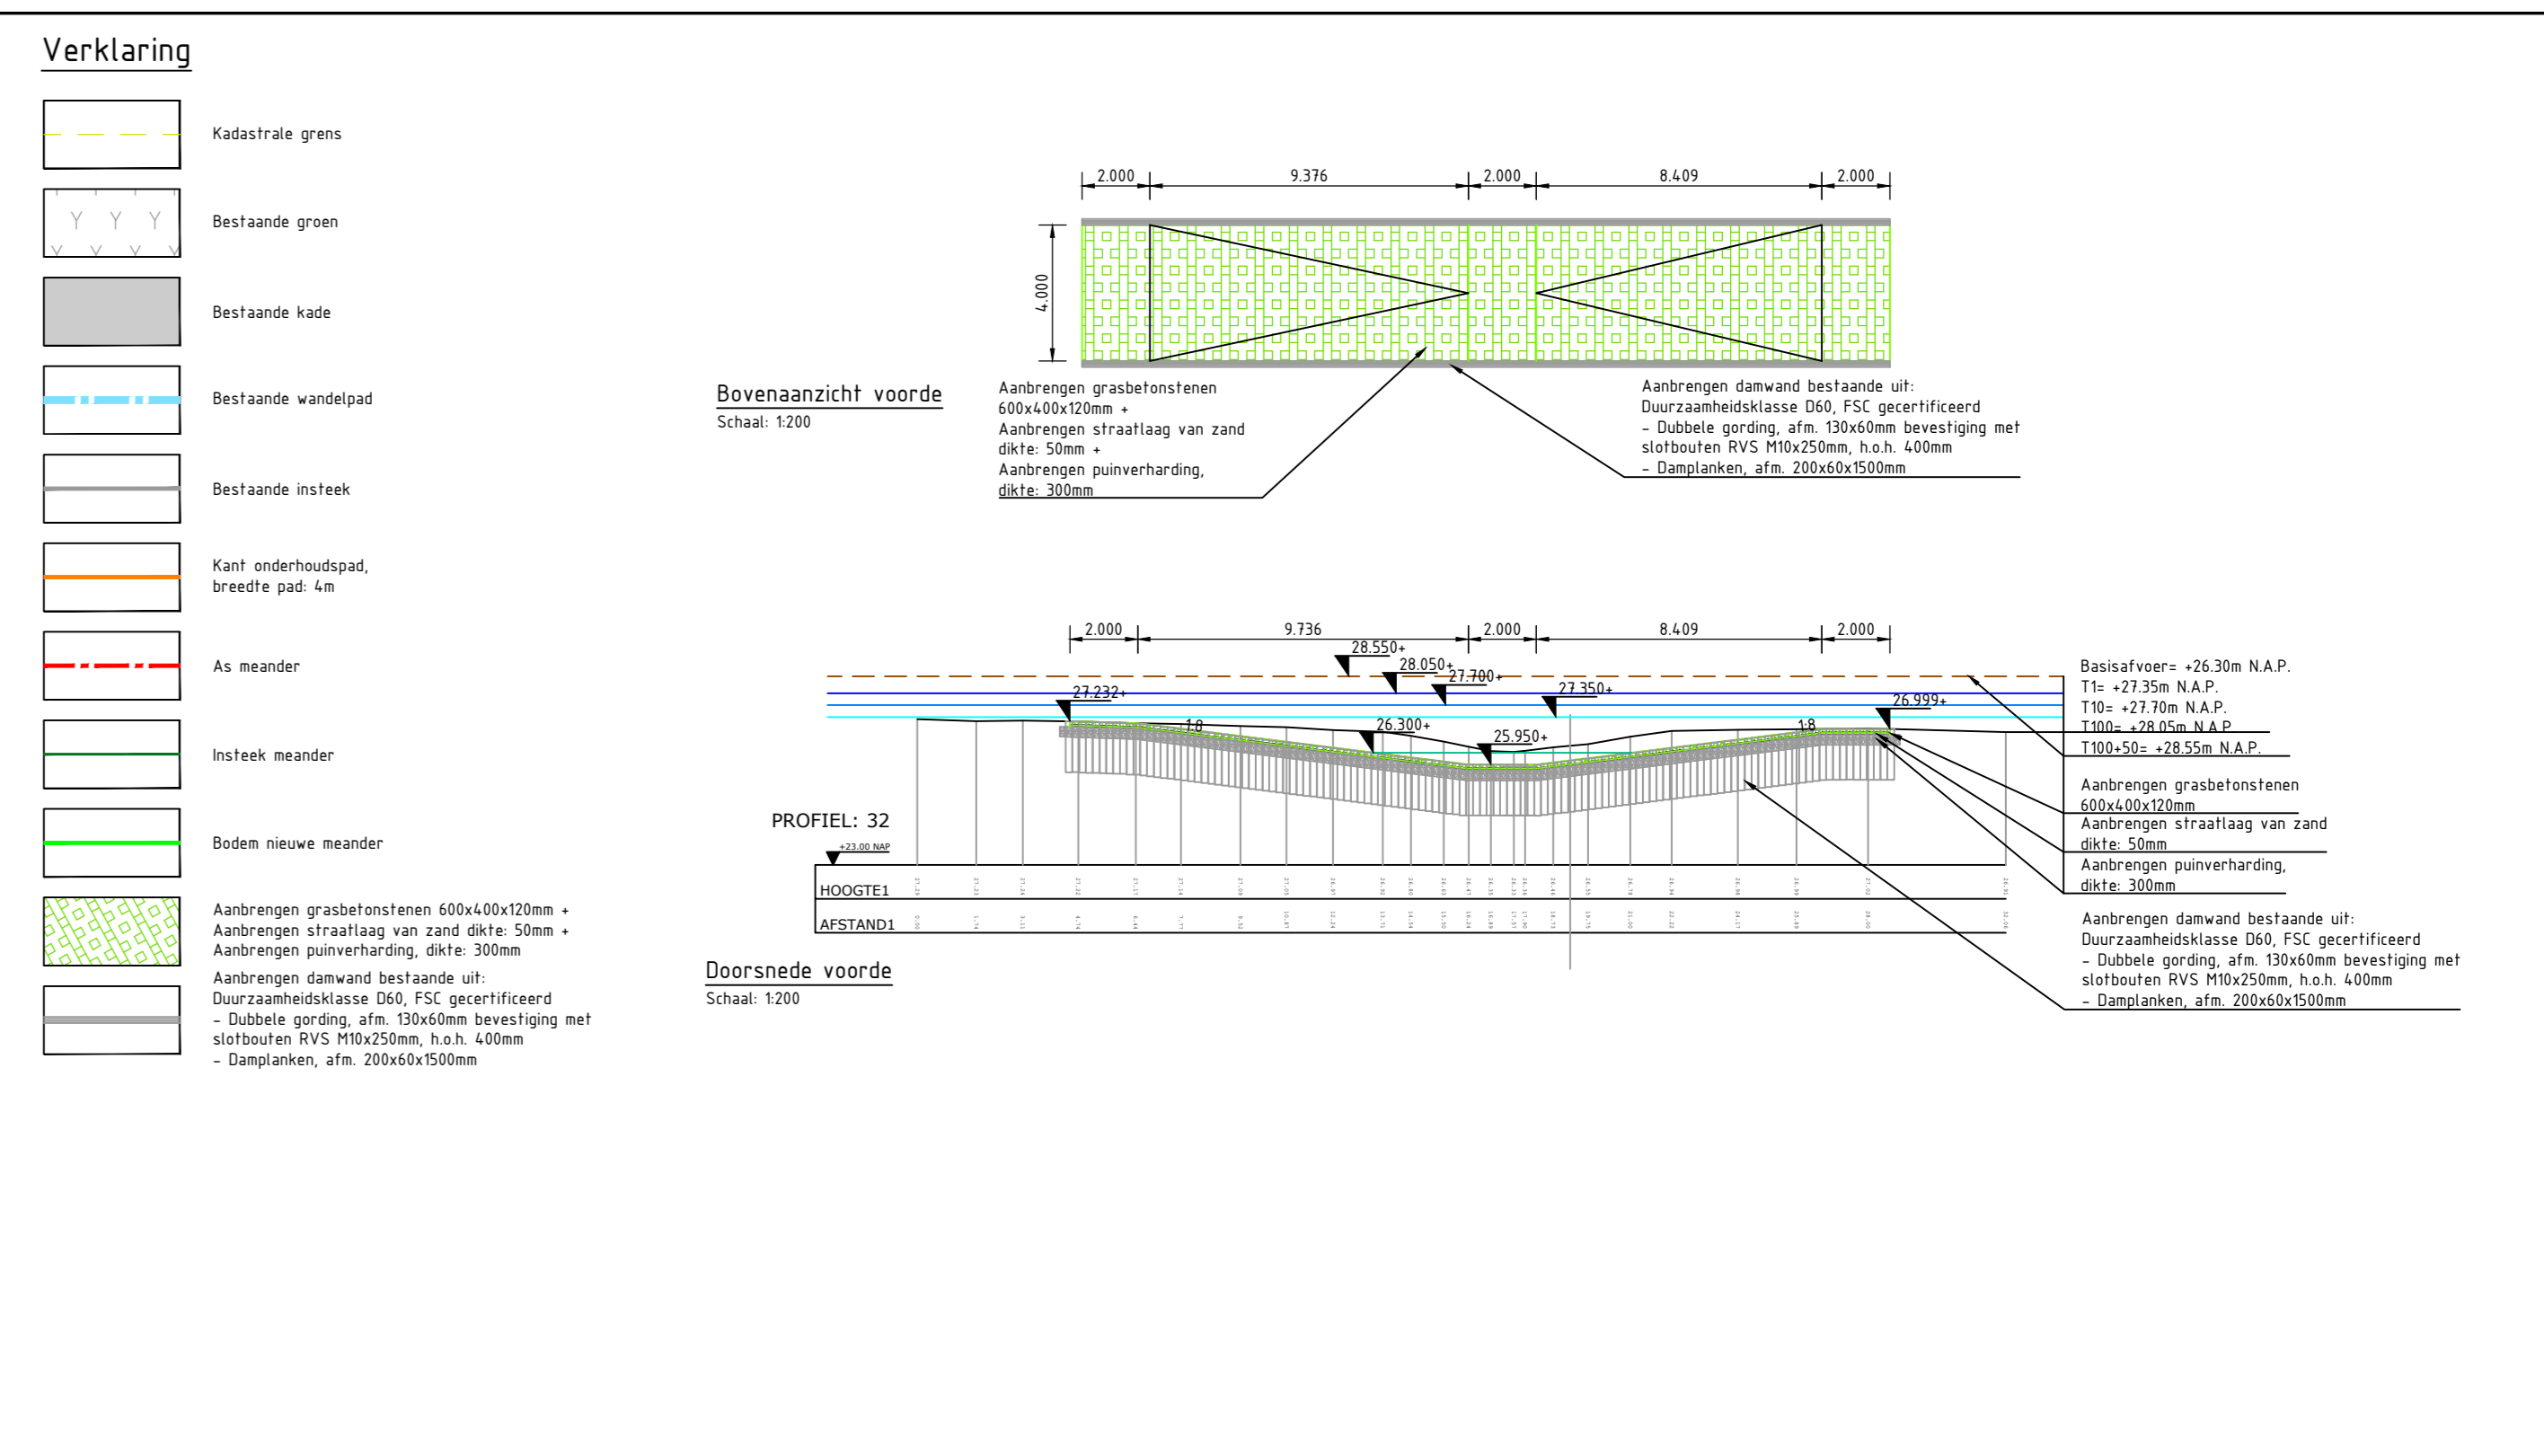 Verklaring
Kadastrale grens
Bestaande groen
Bestaande kade
Bestaande wandelpad
Bestaande insteek
Kant onderhoudspad,
breedte pad: 4m
As meander
Insteek meander
Bodem nieuwe meander
Aanbrengen grasbetonstenen 600x400x120mm +
Aanbrengen straatlaag van zand dikte: 50mm +
Aanbrengen puinverharding, dikte: 300mm
Aanbrengen damwand bestaande uit:
Duurzaamheidsklasse D60, FSC gecertificeerd
- Dubbele gording, afm. 130x60mm bevestiging met
slotbouten RVS M10x250mm, h.o.h. 400mm
- Damplanken, afm. 200x60x1500mm
2.000 9.376 2.000 8.409 2.000
4.000
Bovenaanzicht voorde
Schaal: 1:200
Aanbrengen grasbetonstenen
600x400x120mm +
Aanbrengen straatlaag van zand
dikte: 50mm +
Aanbrengen puinverharding,
dikte: 300mm
Aanbrengen damwand bestaande uit:
Duurzaamheidsklasse D60, FSC gecertificeerd
- Dubbele gording, afm. 130x60mm bevestiging met
slotbouten RVS M10x250mm, h.o.h. 400mm
- Damplanken, afm. 200x60x1500mm
2.000 9.736 2.000 8.409 2.000
28.550+
28.050+
27.700+
27.232+
27.350+
26.999+
1:8
26.300+
25.950+
1:8
Basisafvoer= +26.30m N.A.P.
T1= +27.35m N.A.P.
T10= +27.70m N.A.P.
T100= +28.05m N.A.P.
T100+50= +28.55m N.A.P.
Aanbrengen grasbetonstenen
600x400x120mm
Aanbrengen straatlaag van zand
dikte: 50mm
Aanbrengen puinverharding,
dikte: 300mm
Aanbrengen damwand bestaande uit:
Duurzaamheidsklasse D60, FSC gecertificeerd
- Dubbele gording, afm. 130x60mm bevestiging met
slotbouten RVS M10x250mm, h.o.h. 400mm
- Damplanken, afm. 200x60x1500mm
PROFIEL: 32
+23.00 NAP
HOOGTE1
AFSTAND1
Doorsnede voorde
Schaal: 1:200